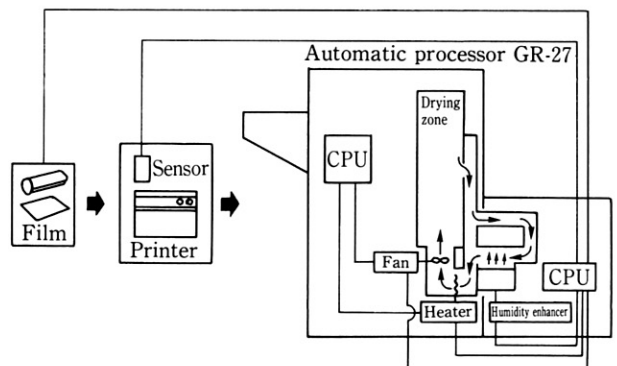 Automatic processor GR-27
Drying
zone
CPU
Sensor
Film
Printer
Fan
CPU
Heater
Humidity enhancer